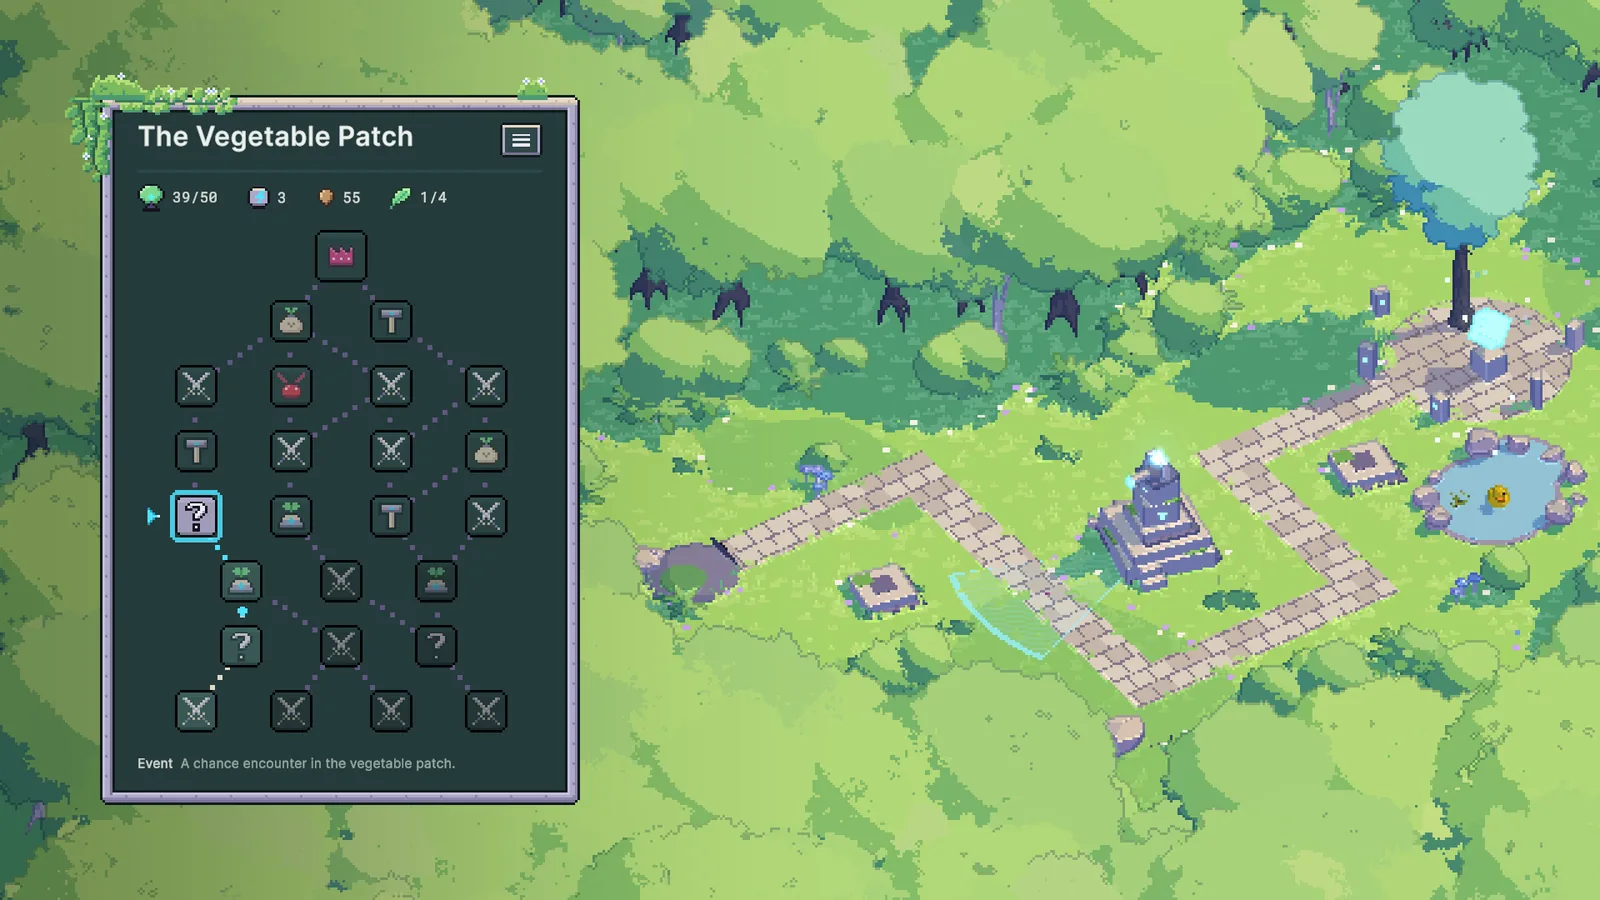 The Vegetable Patch
39/50 3 55 1/4
?
? ?
Event A chance encounter in the vegetable patch.